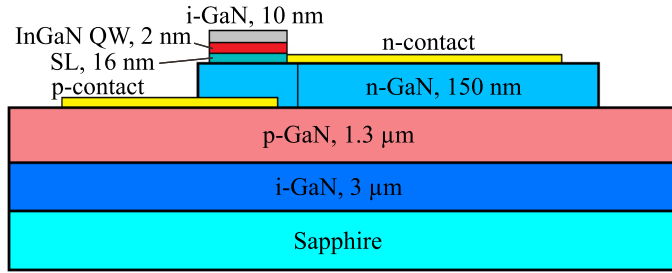 i-GaN, 10 nm
InGaN QW, 2 nm
SL, 16 nm
n-contact
p-contact
n-GaN, 150 nm
p-GaN, 1.3 µm
i-GaN, 3 µm
Sapphire